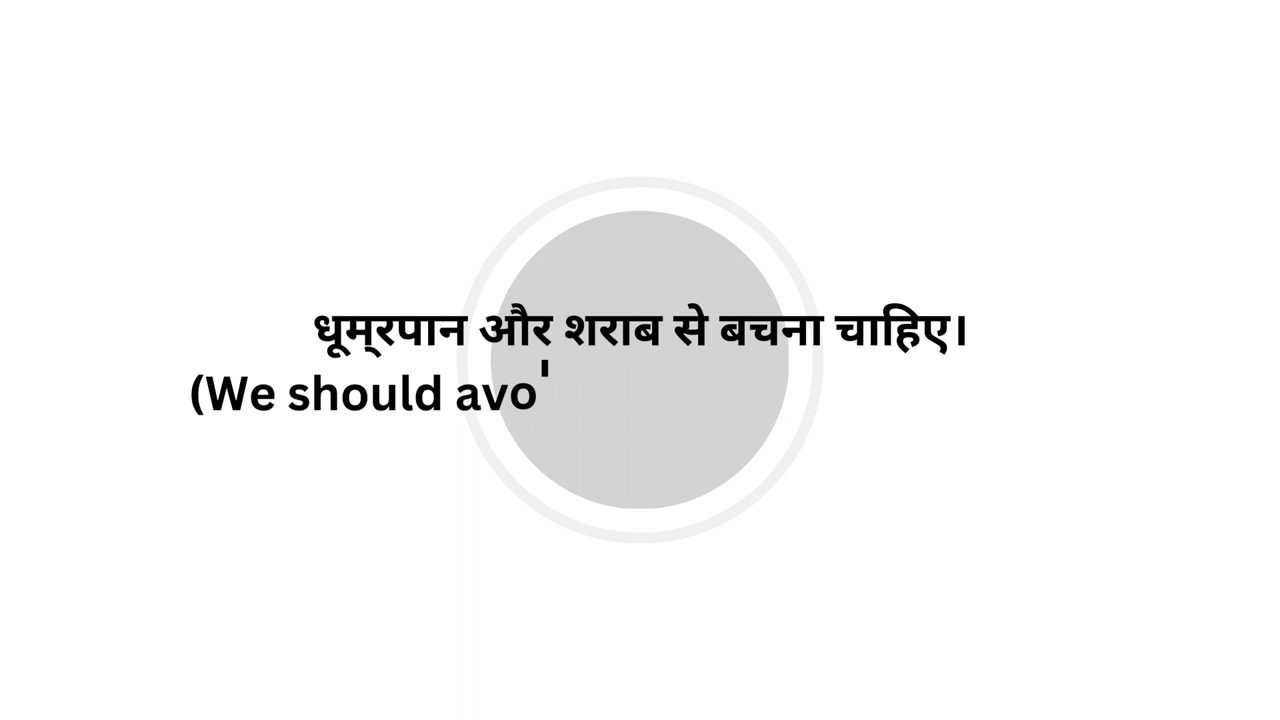 धूम्रपान और शराब से बचना चाहिए।
(We should avo